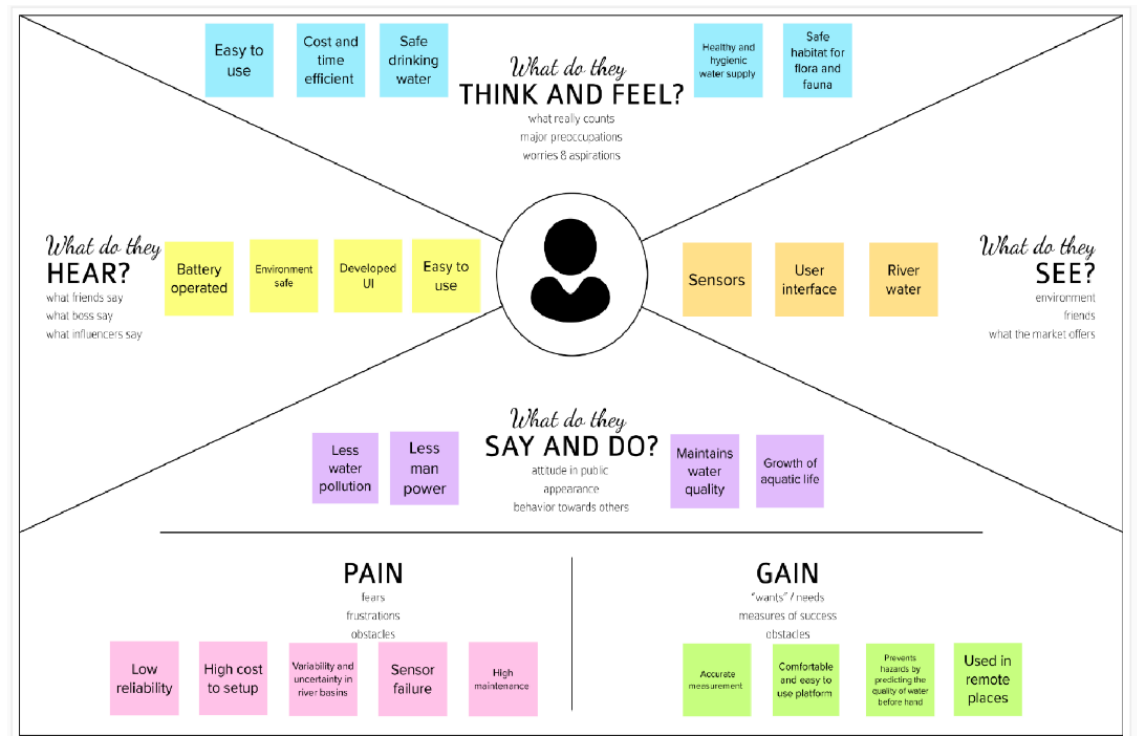 Easy to
use
Cost and
time
efficient
Safe
drinking
water
What do they
THINK AND FEEL?
what really counts
major preoccupations
worries 8 aspirations
Healthy and
hygienic
water supply
Safe
habitat for
flora and
fauna
What do they
HEAR?
what friends say
what boss say
what influencers say
Battery
operated
Environment
safe
Developed
UI
Easy to
use
Sensors
User
interface
River
water
What do they
SEE?
environment
friends
what the market offers
Less
water
pollution
Less
man
power
What do they
SAY AND DO?
attitude in public
appearance
behavior towards others
Maintains
water
quality
Growth of
aquatic life
PAIN
fears
frustrations
obstacles
Low
reliability
High cost
to setup
Variability and
uncertainty in
river basins
Sensor
failure
High
maintenance
GAIN
"wants" / needs
measures of success
obstacles
Accurate
measurement
Comfortable
and easy to
use platform
Prevents
hazards by
predicting the
quality of water
before hand
Used in
remote
places